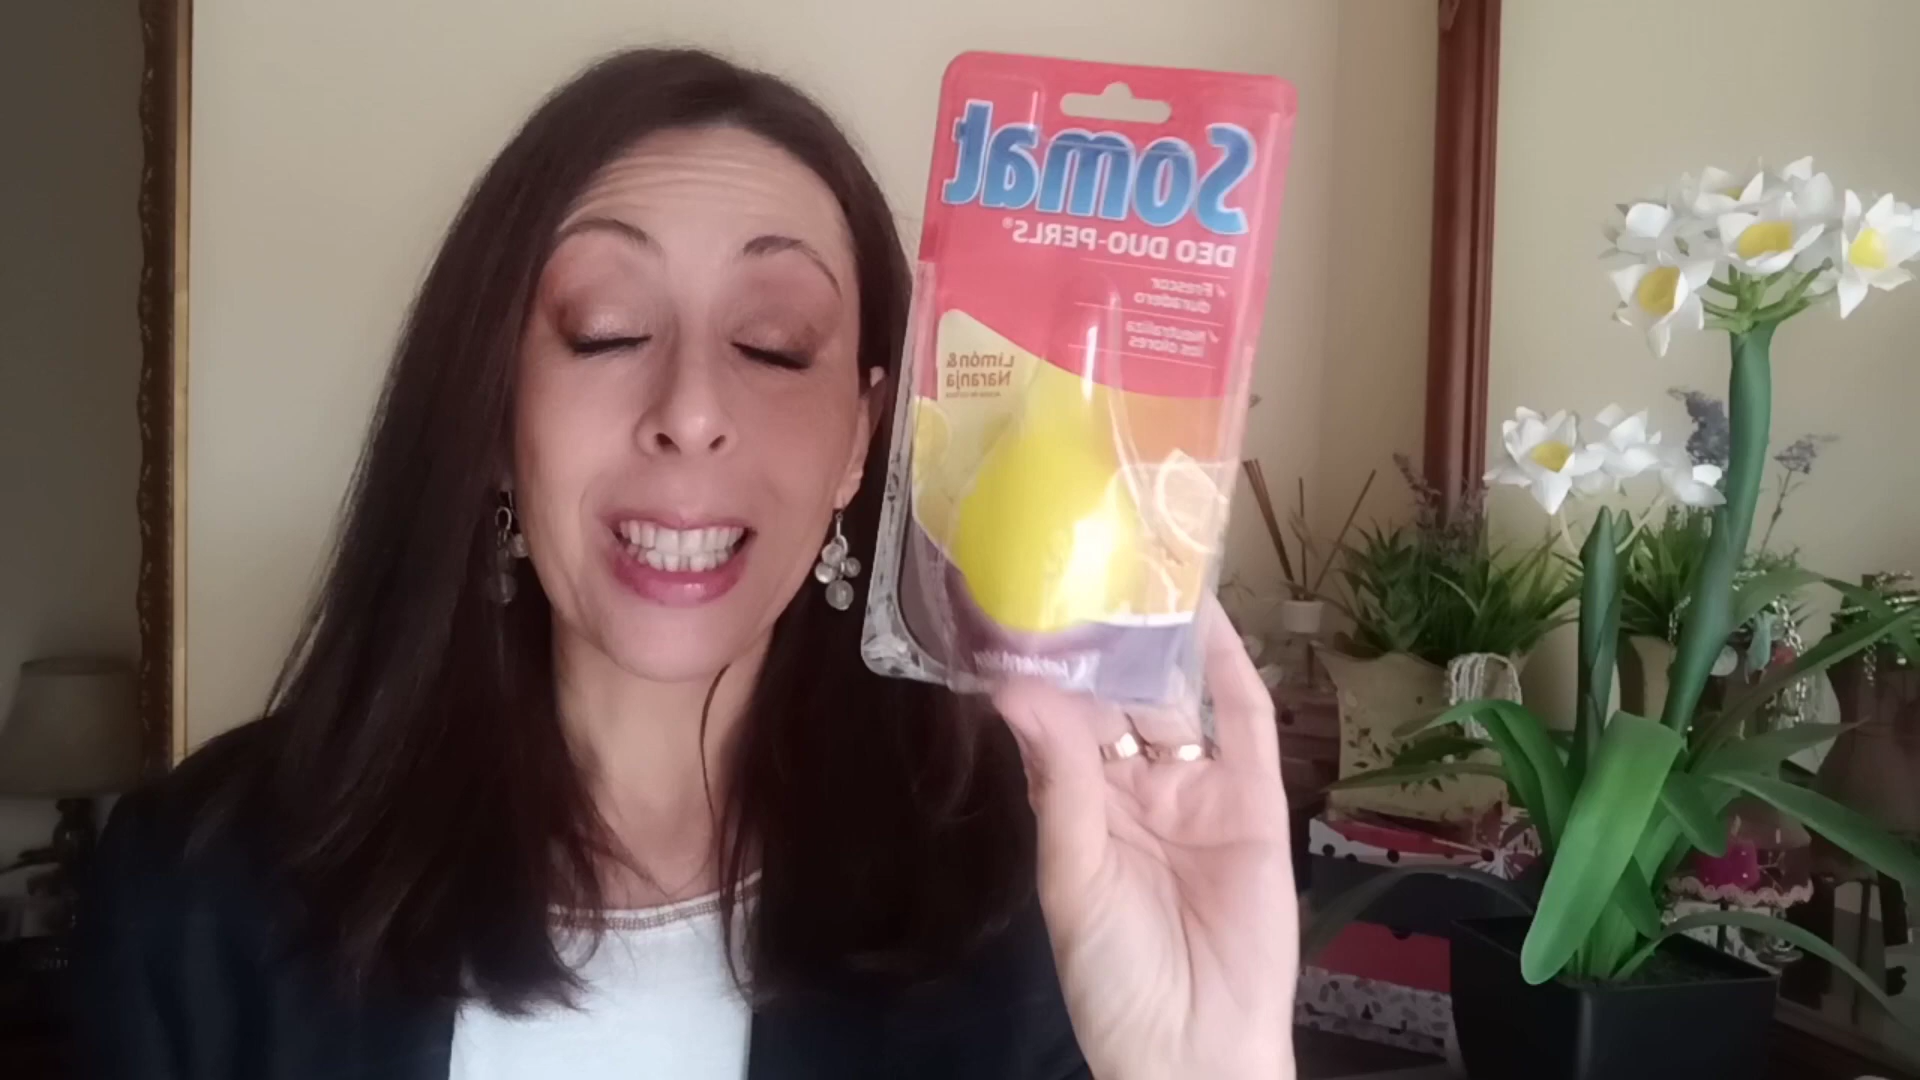 Somat
DEO DUO-PERLS®
✓ Frescor
duradero
✓ Neutraliza
los olores
Limón &
Naranja